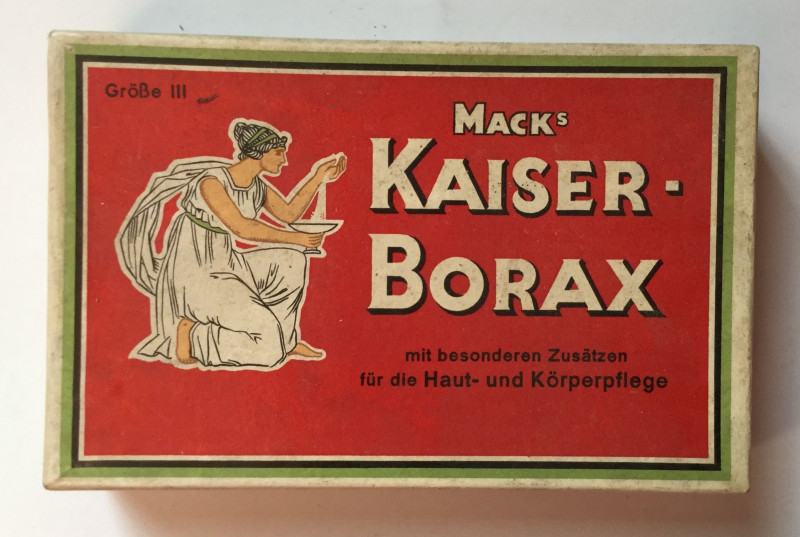 Größe III
MACKS
KAISER-
BORAX
mit besonderen Zusätzen
für die Haut- und Körperpflege